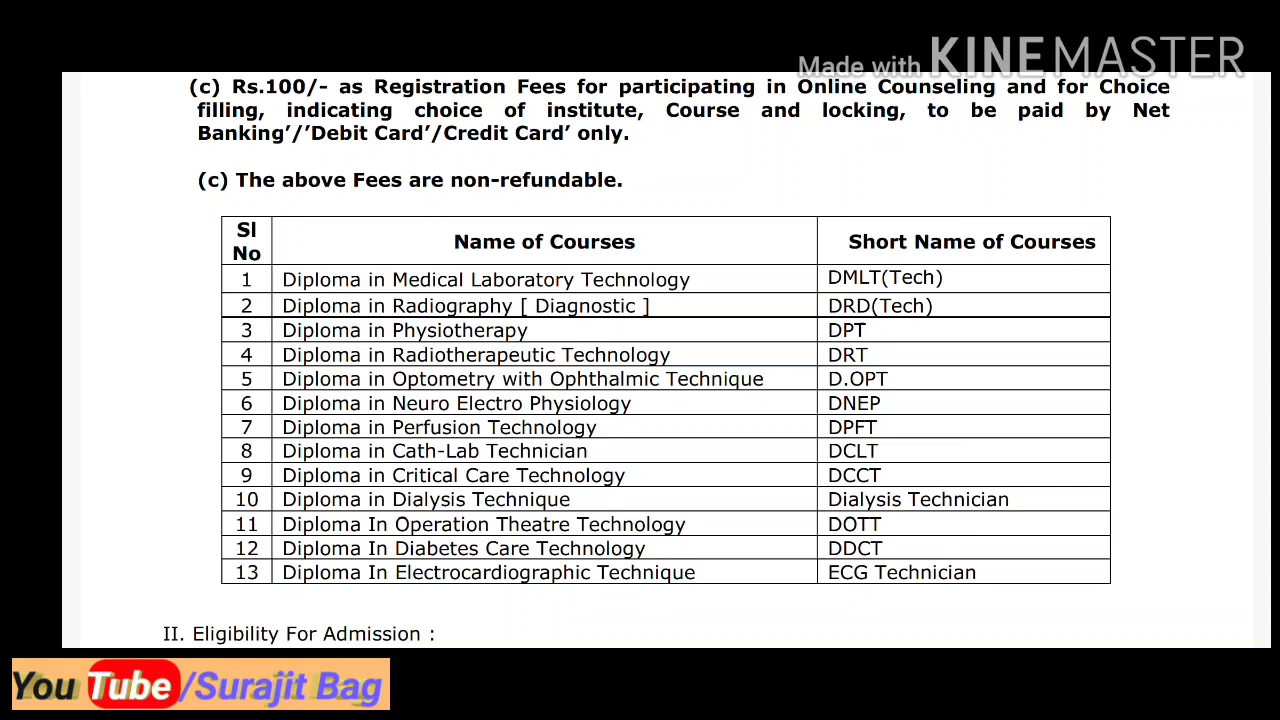 Made with KINEMASTER
(c) Rs.100/- as Registration Fees for participating in Online Counseling and for Choice
filling, indicating choice of institute, Course and locking, to be paid by Net
Banking’/’Debit Card’/Credit Card’ only.
(c) The above Fees are non-refundable.
Sl No Name of Courses Short Name of Courses
1 Diploma in Medical Laboratory Technology DMLT(Tech)
2 Diploma in Radiography [ Diagnostic ] DRD(Tech)
3 Diploma in Physiotherapy DPT
4 Diploma in Radiotherapeutic Technology DRT
5 Diploma in Optometry with Ophthalmic Technique D.OPT
6 Diploma in Neuro Electro Physiology DNEP
7 Diploma in Perfusion Technology DPFT
8 Diploma in Cath-Lab Technician DCLT
9 Diploma in Critical Care Technology DCCT
10 Diploma in Dialysis Technique Dialysis Technician
11 Diploma In Operation Theatre Technology DOTT
12 Diploma In Diabetes Care Technology DDCT
13 Diploma In Electrocardiographic Technique ECG Technician
II. Eligibility For Admission :
You Tube/Surajit Bag